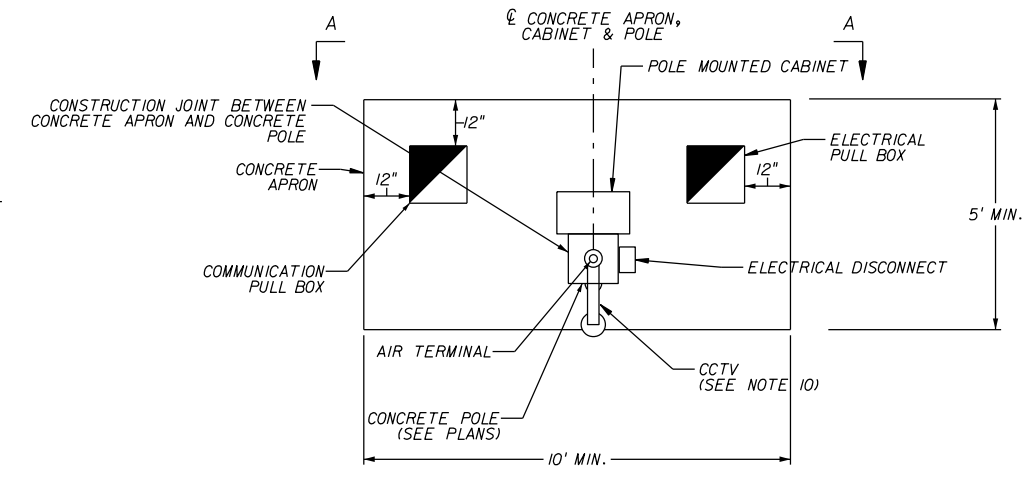 A
℄ CONCRETE APRON,
CABINET & POLE
A
POLE MOUNTED CABINET
CONSTRUCTION JOINT BETWEEN
CONCRETE APRON AND CONCRETE
POLE
12"
ELECTRICAL
PULL BOX
CONCRETE
APRON
12"
12"
5' MIN.
COMMUNICATION
PULL BOX
ELECTRICAL DISCONNECT
AIR TERMINAL
CCTV
(SEE NOTE 10)
CONCRETE POLE
(SEE PLANS)
10' MIN.